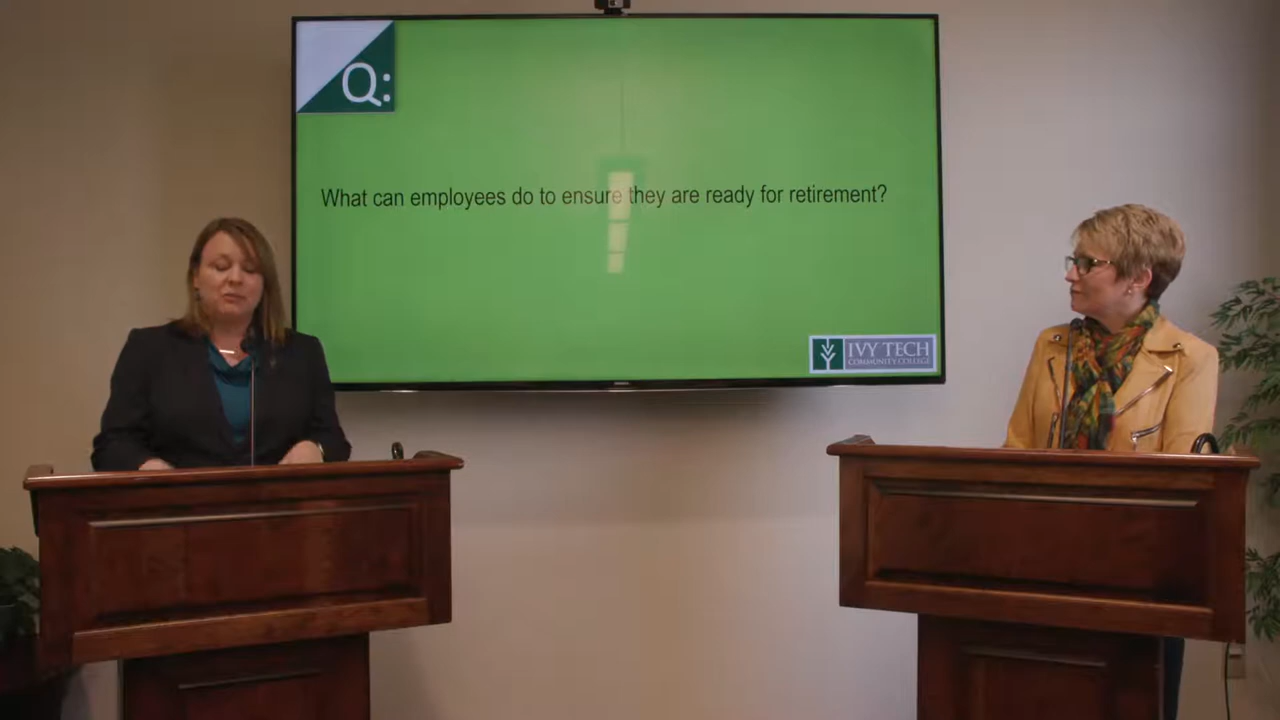 Q:
What can employees do to ensure they are ready for retirement?
IVY TECH
COMMUNITY COLLEGE